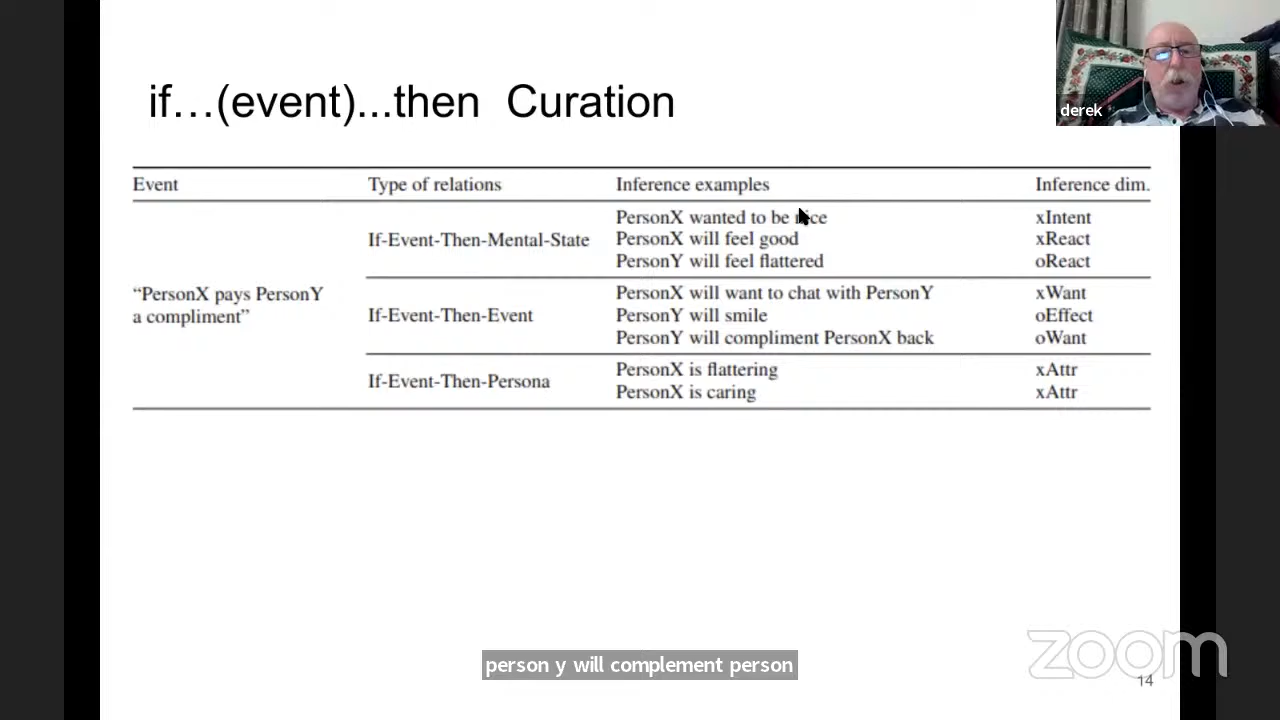 if…(event)...then Curation
derek
Event Type of relations Inference examples Inference dim.
PersonX wanted to be nice xIntent
If-Event-Then-Mental-State PersonX will feel good xReact
PersonY will feel flattered oReact
"PersonX pays PersonY
a compliment"
PersonX will want to chat with PersonY xWant
If-Event-Then-Event PersonY will smile oEffect
PersonY will compliment PersonX back oWant
If-Event-Then-Persona
PersonX is flattering xAttr
PersonX is caring xAttr
person y will complement person
zoom
14